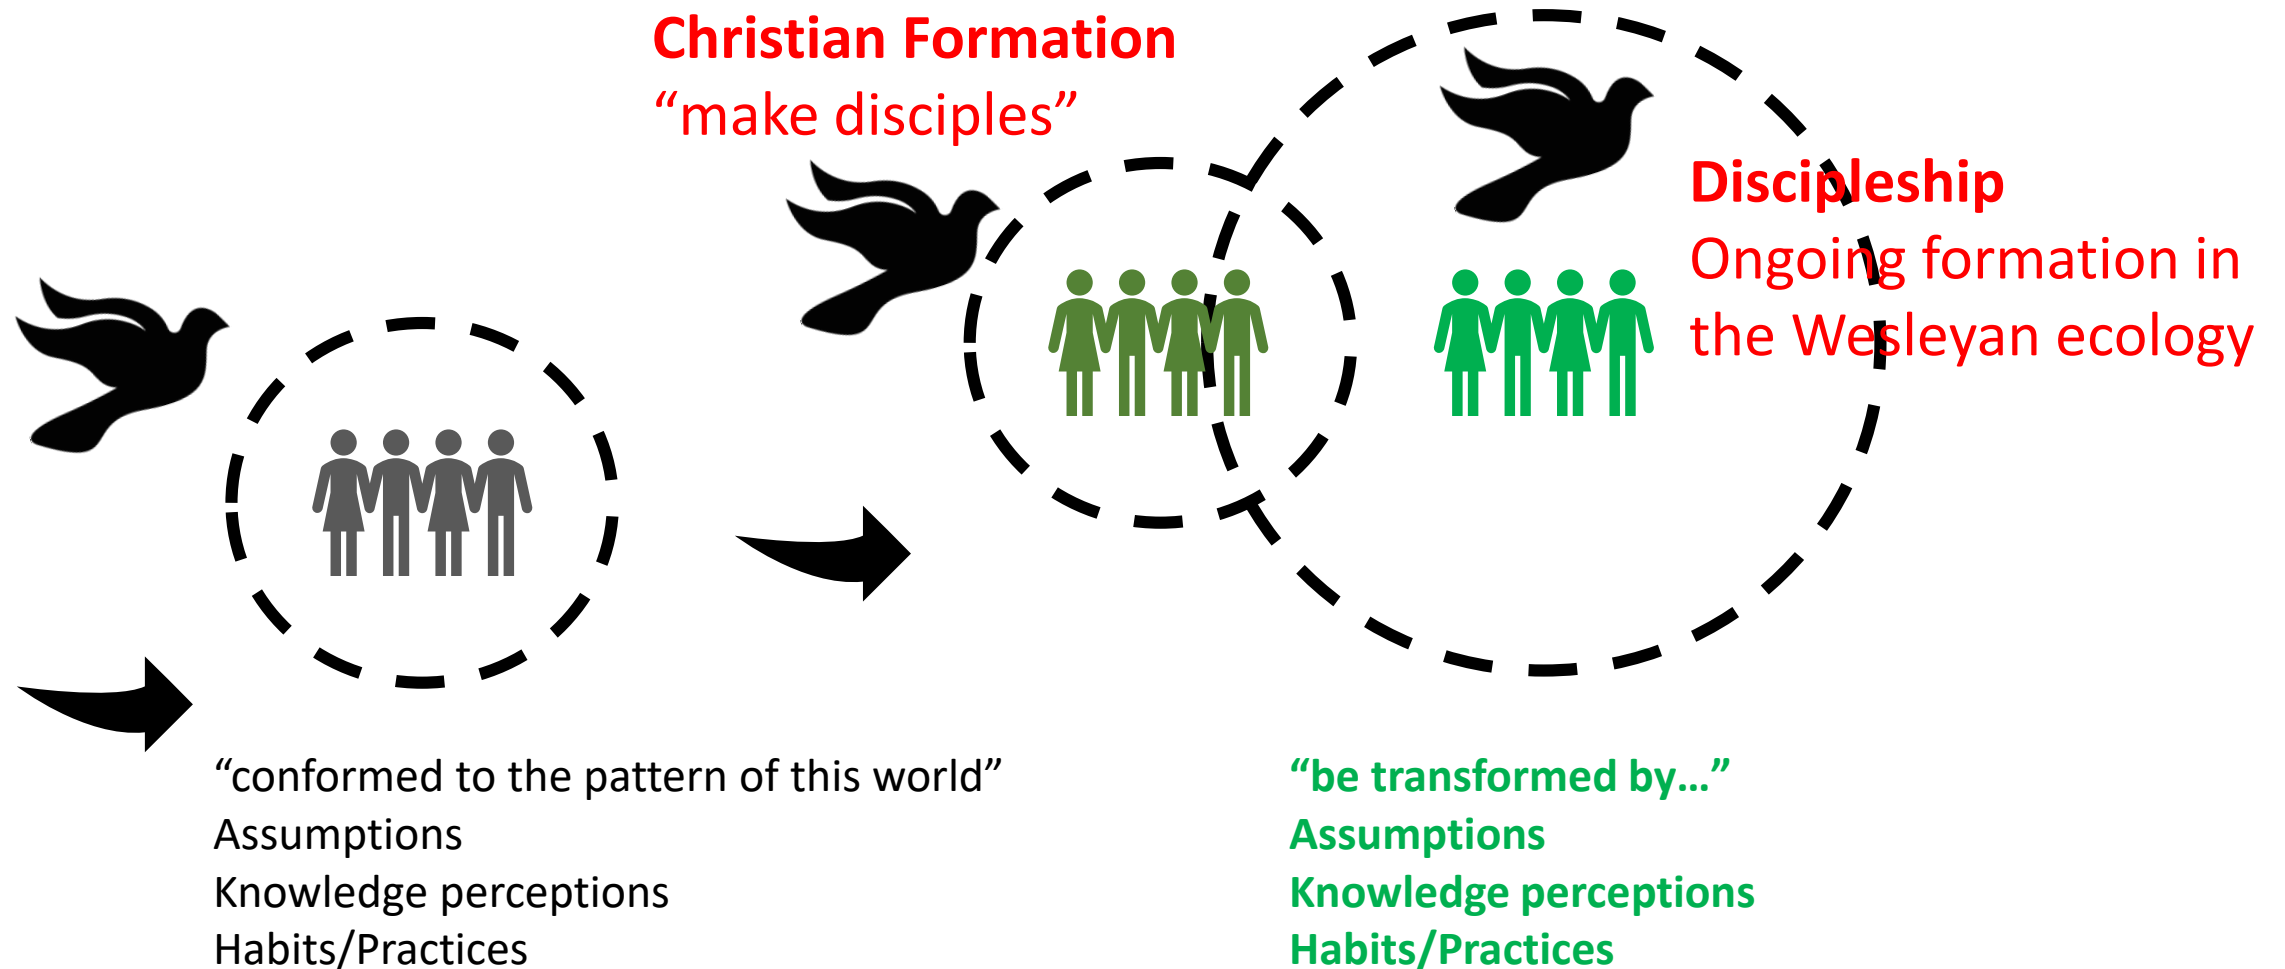 Christian Formation
“make disciples”
Discipleship
Ongoing formation in
the Wesleyan ecology
“conformed to the pattern of this world”
Assumptions
Knowledge perceptions
Habits/Practices
“be transformed by…”
Assumptions
Knowledge perceptions
Habits/Practices